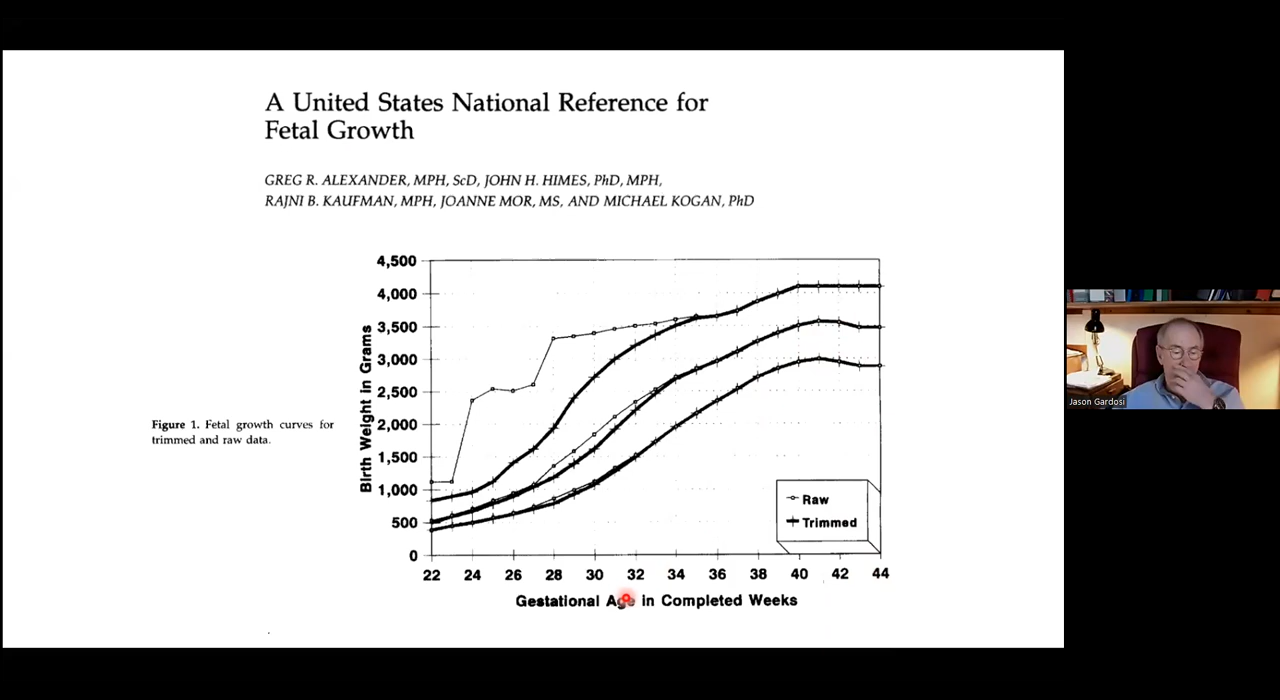 A United States National Reference for
Fetal Growth
GREG R. ALEXANDER, MPH, ScD, JOHN H. HIMES, PhD, MPH,
RAJNI B. KAUFMAN, MPH, JOANNE MOR, MS, AND MICHAEL KOGAN, PhD
4,500
4,000
3,500
3,000
2,500
2,000
1,500
1,000
500
0
Birth Weight in Grams
22 24 26 28 30 32 34 36 38 40 42 44
Gestational Age in Completed Weeks
Raw
Trimmed
Figure 1. Fetal growth curves for
trimmed and raw data.
Jason Gardosi